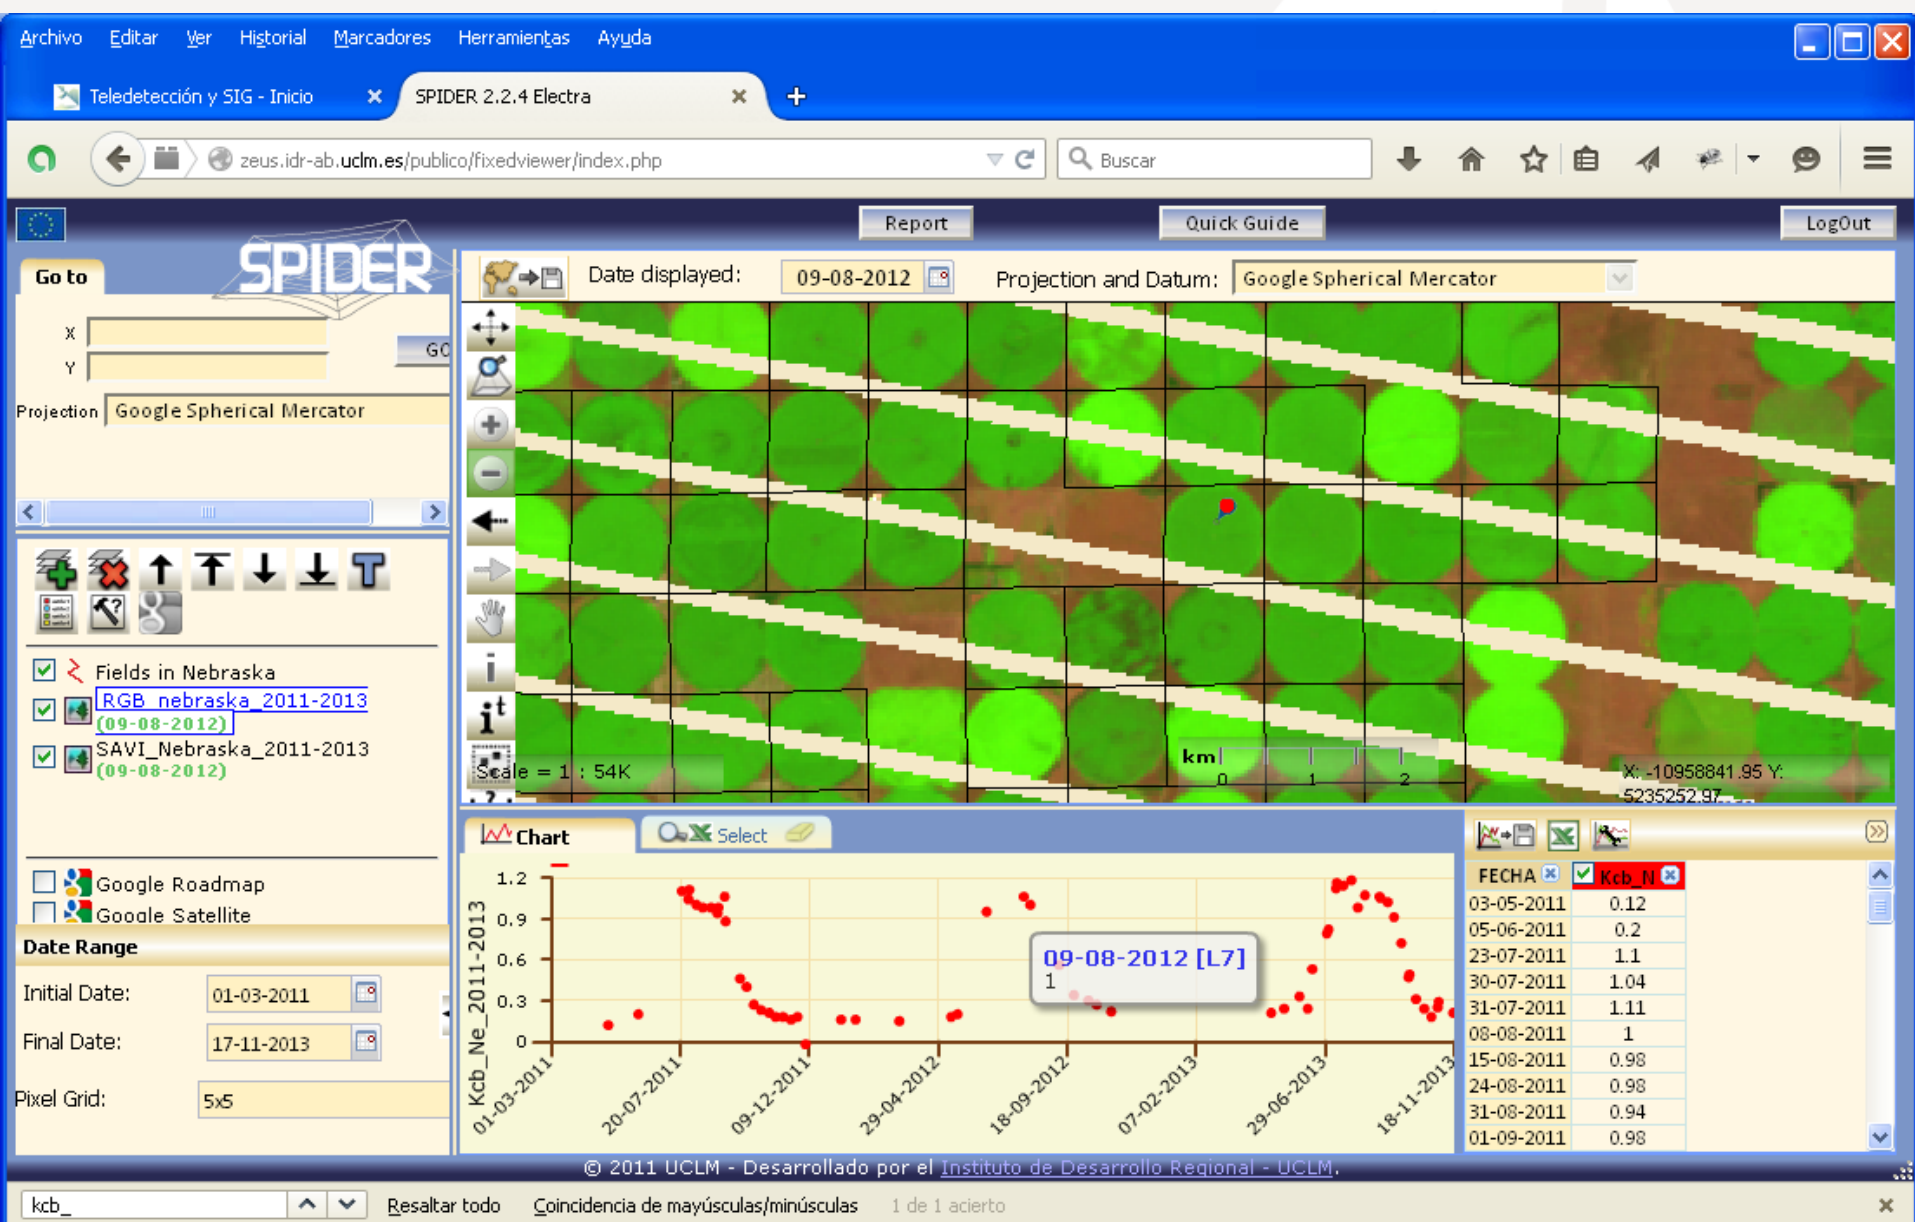 Archivo Editar Ver Historial Marcadores Herramientas Ayuda
Teledetección y SIG - Inicio
SPIDER 2.2.4 Electra
zeus.idr-ab.uclm.es/publico/fixedviewer/index.php
Buscar
Report
Quick Guide
LogOut
SPIDER
Go to
X
Y
GO
Projection Google Spherical Mercator
Date displayed: 09-08-2012
Projection and Datum: Google Spherical Mercator
Fields in Nebraska
RGB_nebraska_2011-2013
(09-08-2012)
SAVI_Nebraska_2011-2013
(09-08-2012)
Google Roadmap
Google Satellite
Date Range
Initial Date: 01-03-2011
Final Date: 17-11-2013
Pixel Grid: 5x5
Scale = 1 : 54K
km
0 1 2
X: -10958841.95 Y:
5235252.97
Chart
Select
Kcb_Ne_2011-2013
1.2
0.9
0.6
0.3
0
01-03-2011
20-07-2011
09-12-2011
29-04-2012
18-09-2012
07-02-2013
29-06-2013
18-11-2013
09-08-2012 [L7]
1
FECHA Kcb_N
03-05-2011 0.12
05-06-2011 0.2
23-07-2011 1.1
30-07-2011 1.04
31-07-2011 1.11
08-08-2011 1
15-08-2011 0.98
24-08-2011 0.98
31-08-2011 0.94
01-09-2011 0.98
© 2011 UCLM - Desarrollado por el Instituto de Desarrollo Regional - UCLM.
kcb_
Resaltar todo
Coincidencia de mayúsculas/minúsculas
1 de 1 acierto